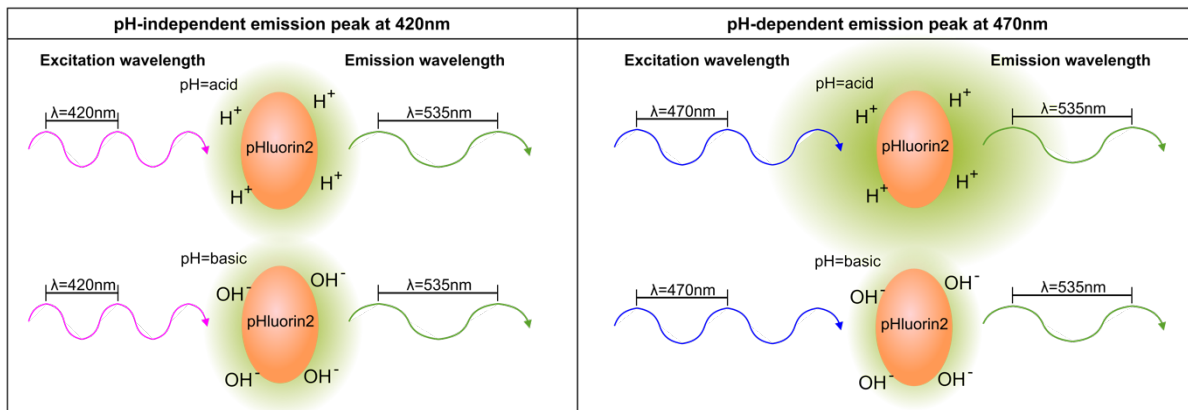 pH-independent emission peak at 420nm
pH-dependent emission peak at 470nm
Excitation wavelength
Emission wavelength
pH=acid
H+
H+
λ=420nm
λ=535nm
pHluorin2
H+
H+
pH=basic
OH-
OH-
λ=420nm
λ=535nm
pHluorin2
OH-
OH-
Excitation wavelength
Emission wavelength
pH=acid
H+
H+
λ=470nm
λ=535nm
pHluorin2
H+
H+
pH=basic
OH-
OH-
λ=470nm
λ=535nm
pHluorin2
OH-
OH-